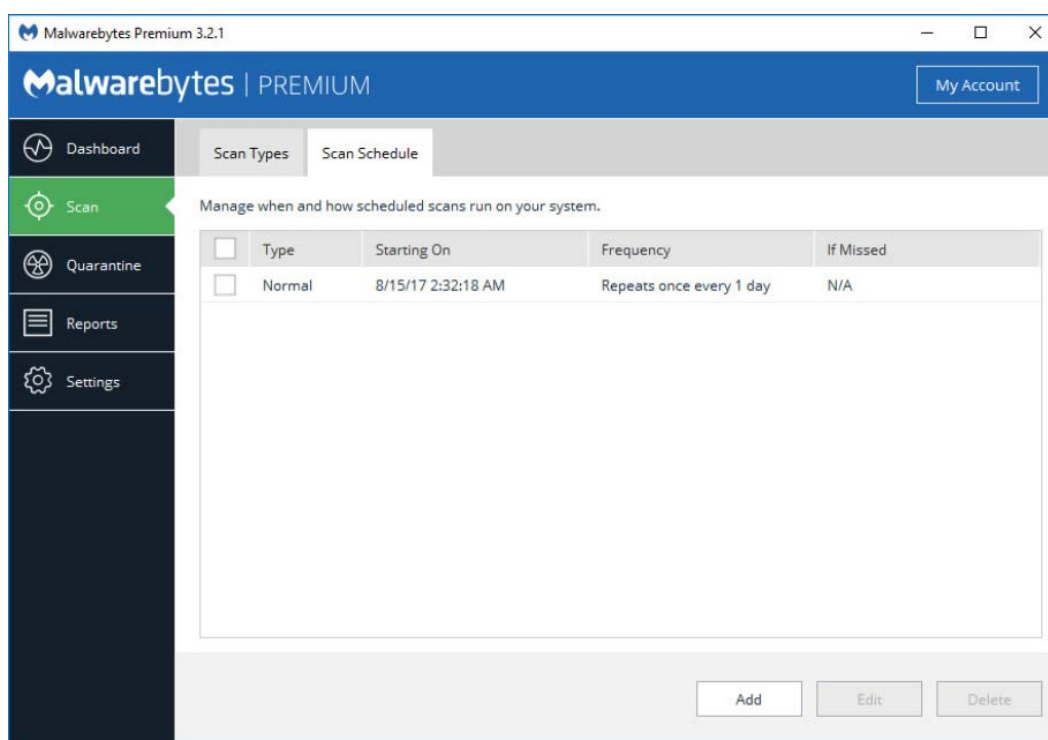 Malwarebytes Premium 3.2.1
Malwarebytes | PREMIUM
My Account
Dashboard
Scan
Quarantine
Reports
Settings
Scan Types Scan Schedule
Manage when and how scheduled scans run on your system.
Type Starting On Frequency If Missed
Normal 8/15/17 2:32:18 AM Repeats once every 1 day N/A
Add Edit Delete